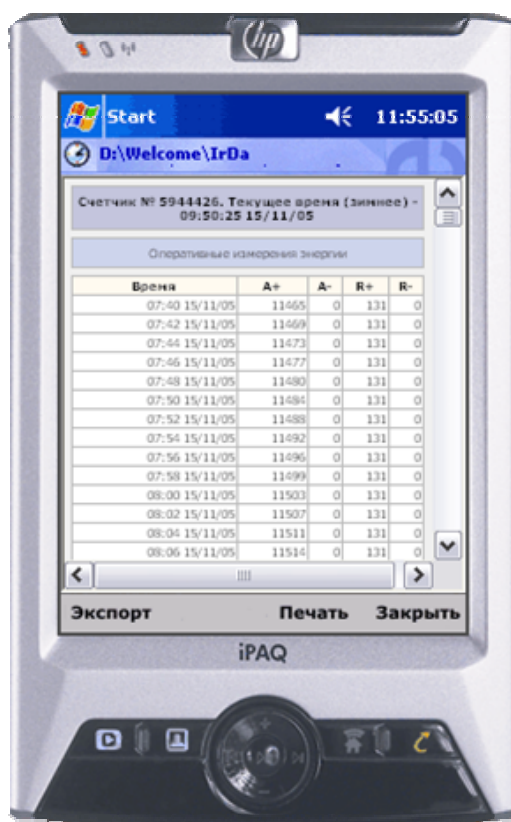 hp
Start 11:55:05
D:\Welcome\IrDa
Счетчик № 5944426. Текущее время (зимнее) -
09:50:25 15/11/05
Оперативные измерения энергии
Время A+ A- R+ R-
07:40 15/11/05 11465 0 131 0
07:42 15/11/05 11469 0 131 0
07:44 15/11/05 11473 0 131 0
07:46 15/11/05 11477 0 131 0
07:48 15/11/05 11480 0 131 0
07:50 15/11/05 11484 0 131 0
07:52 15/11/05 11488 0 131 0
07:54 15/11/05 11492 0 131 0
07:56 15/11/05 11496 0 131 0
07:58 15/11/05 11499 0 131 0
08:00 15/11/05 11503 0 131 0
08:02 15/11/05 11507 0 131 0
08:04 15/11/05 11511 0 131 0
08:06 15/11/05 11514 0 131 0
Экспорт Печать Закрыть
iPAQ